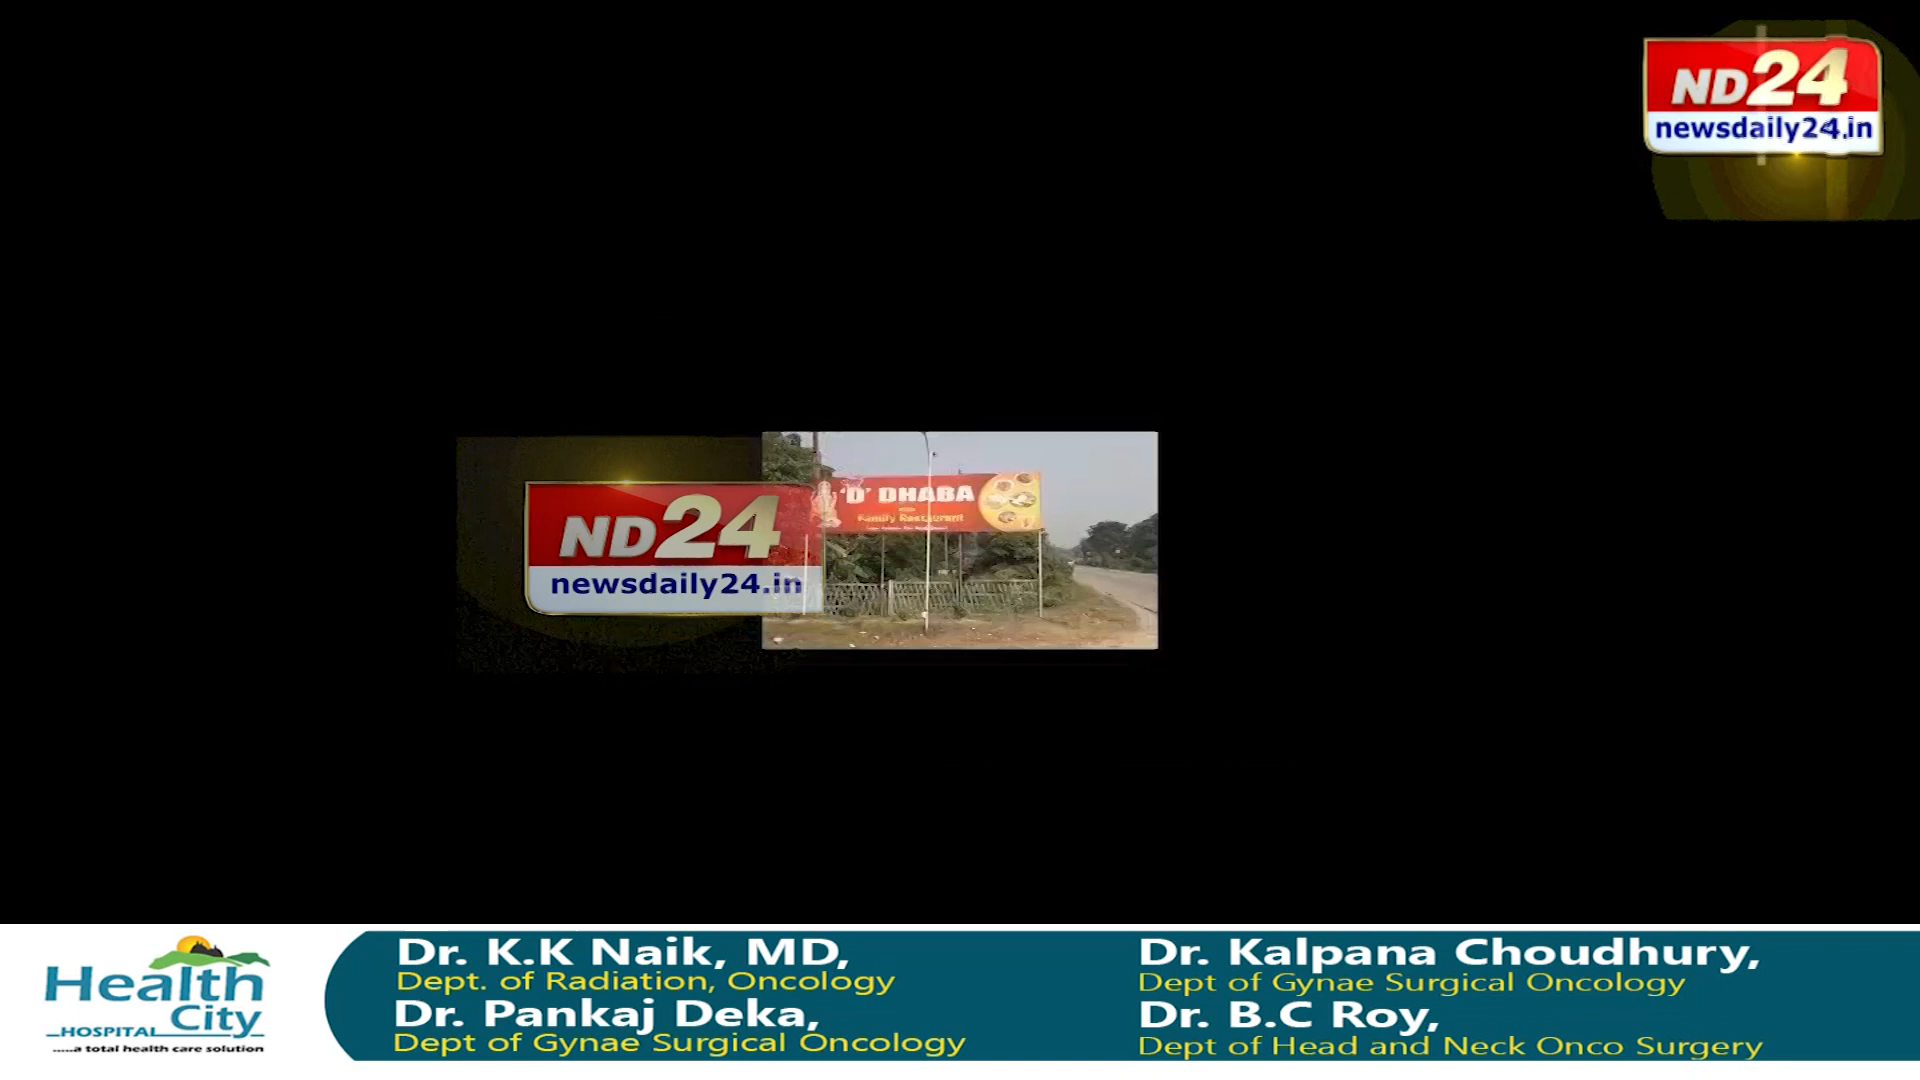 ND24
newsdaily24.in
'D' DHABA
Family Restaurant
ND24
newsdaily24.in
Health
City
HOSPITAL
.....a total health care solution
Dr. K.K Naik, MD,
Dept. of Radiation, Oncology
Dr. Pankaj Deka,
Dept of Gynae Surgical Oncology
Dr. Kalpana Choudhury,
Dept of Gynae Surgical Oncology
Dr. B.C Roy,
Dept of Head and Neck Onco Surgery